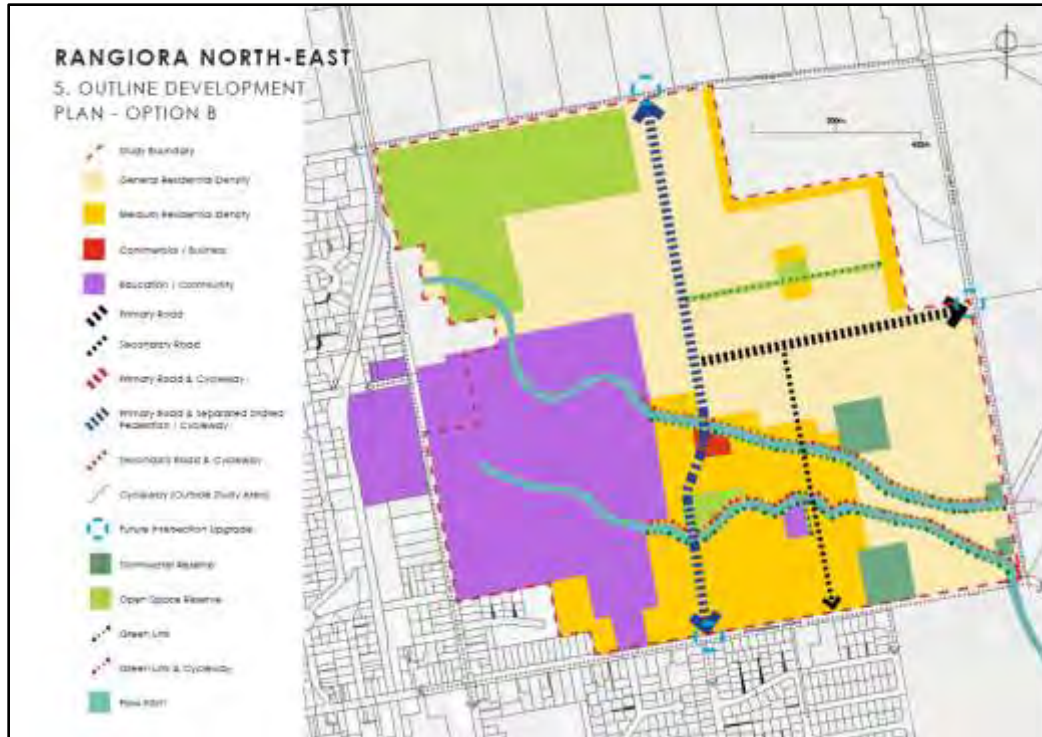 RANGIORA NORTH-EAST
5. OUTLINE DEVELOPMENT
PLAN - OPTION B
Study Boundary
General Residential Density
Medium Residential Density
Commercial / Business
Education / Community
Primary Road
Secondary Road
Primary Road & Cycleway
Primary Road & Separated Shared
Pedestrian / Cycleway
Secondary Road & Cycleway
Cycleway (Outside Study Area)
Future Intersection Upgrade
Stormwater Reserve
Open Space Reserve
Green Link
Green Link & Cycleway
Flow Path
200m
400m